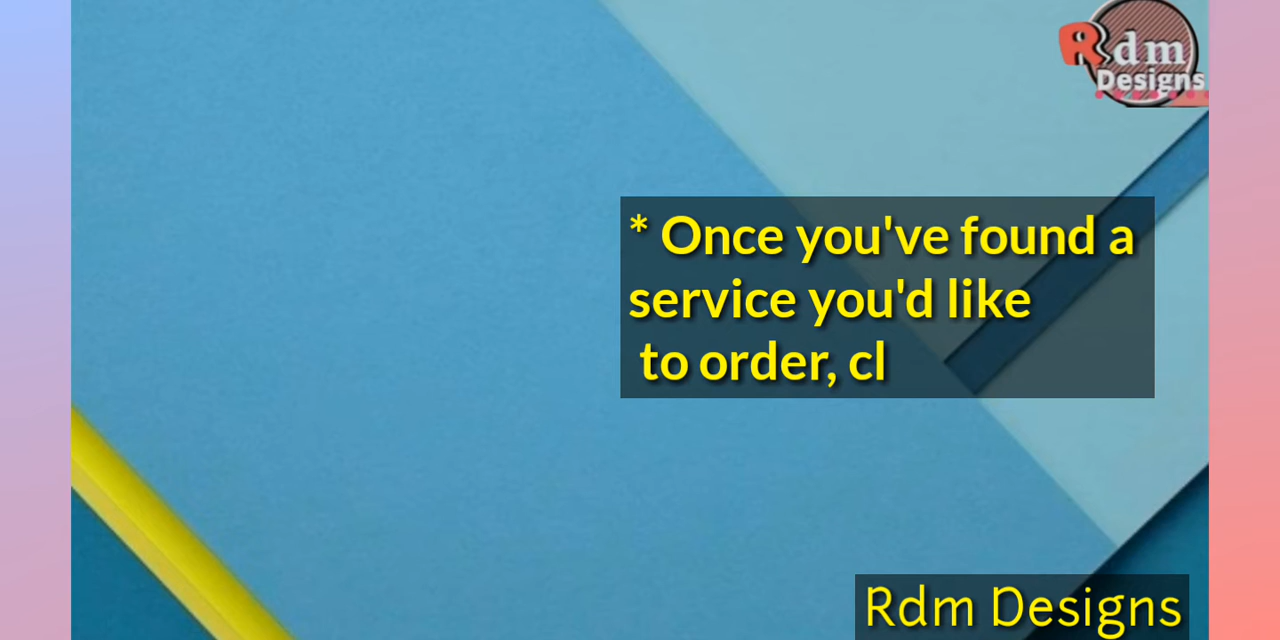 Rdm
Designs
* Once you've found a
service you'd like
to order, cl
Rdm Designs